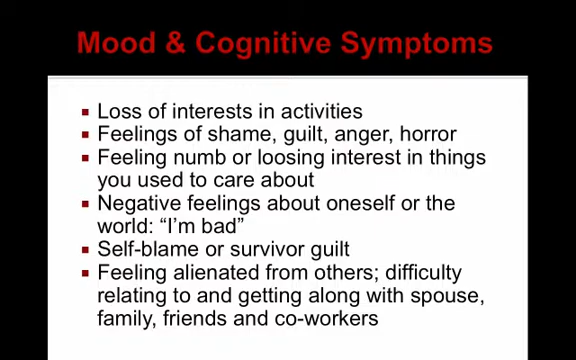 Mood & Cognitive Symptoms
▪ Loss of interests in activities
▪ Feelings of shame, guilt, anger, horror
▪ Feeling numb or loosing interest in things
you used to care about
▪ Negative feelings about oneself or the
world: “I’m bad”
▪ Self-blame or survivor guilt
▪ Feeling alienated from others; difficulty
relating to and getting along with spouse,
family, friends and co-workers